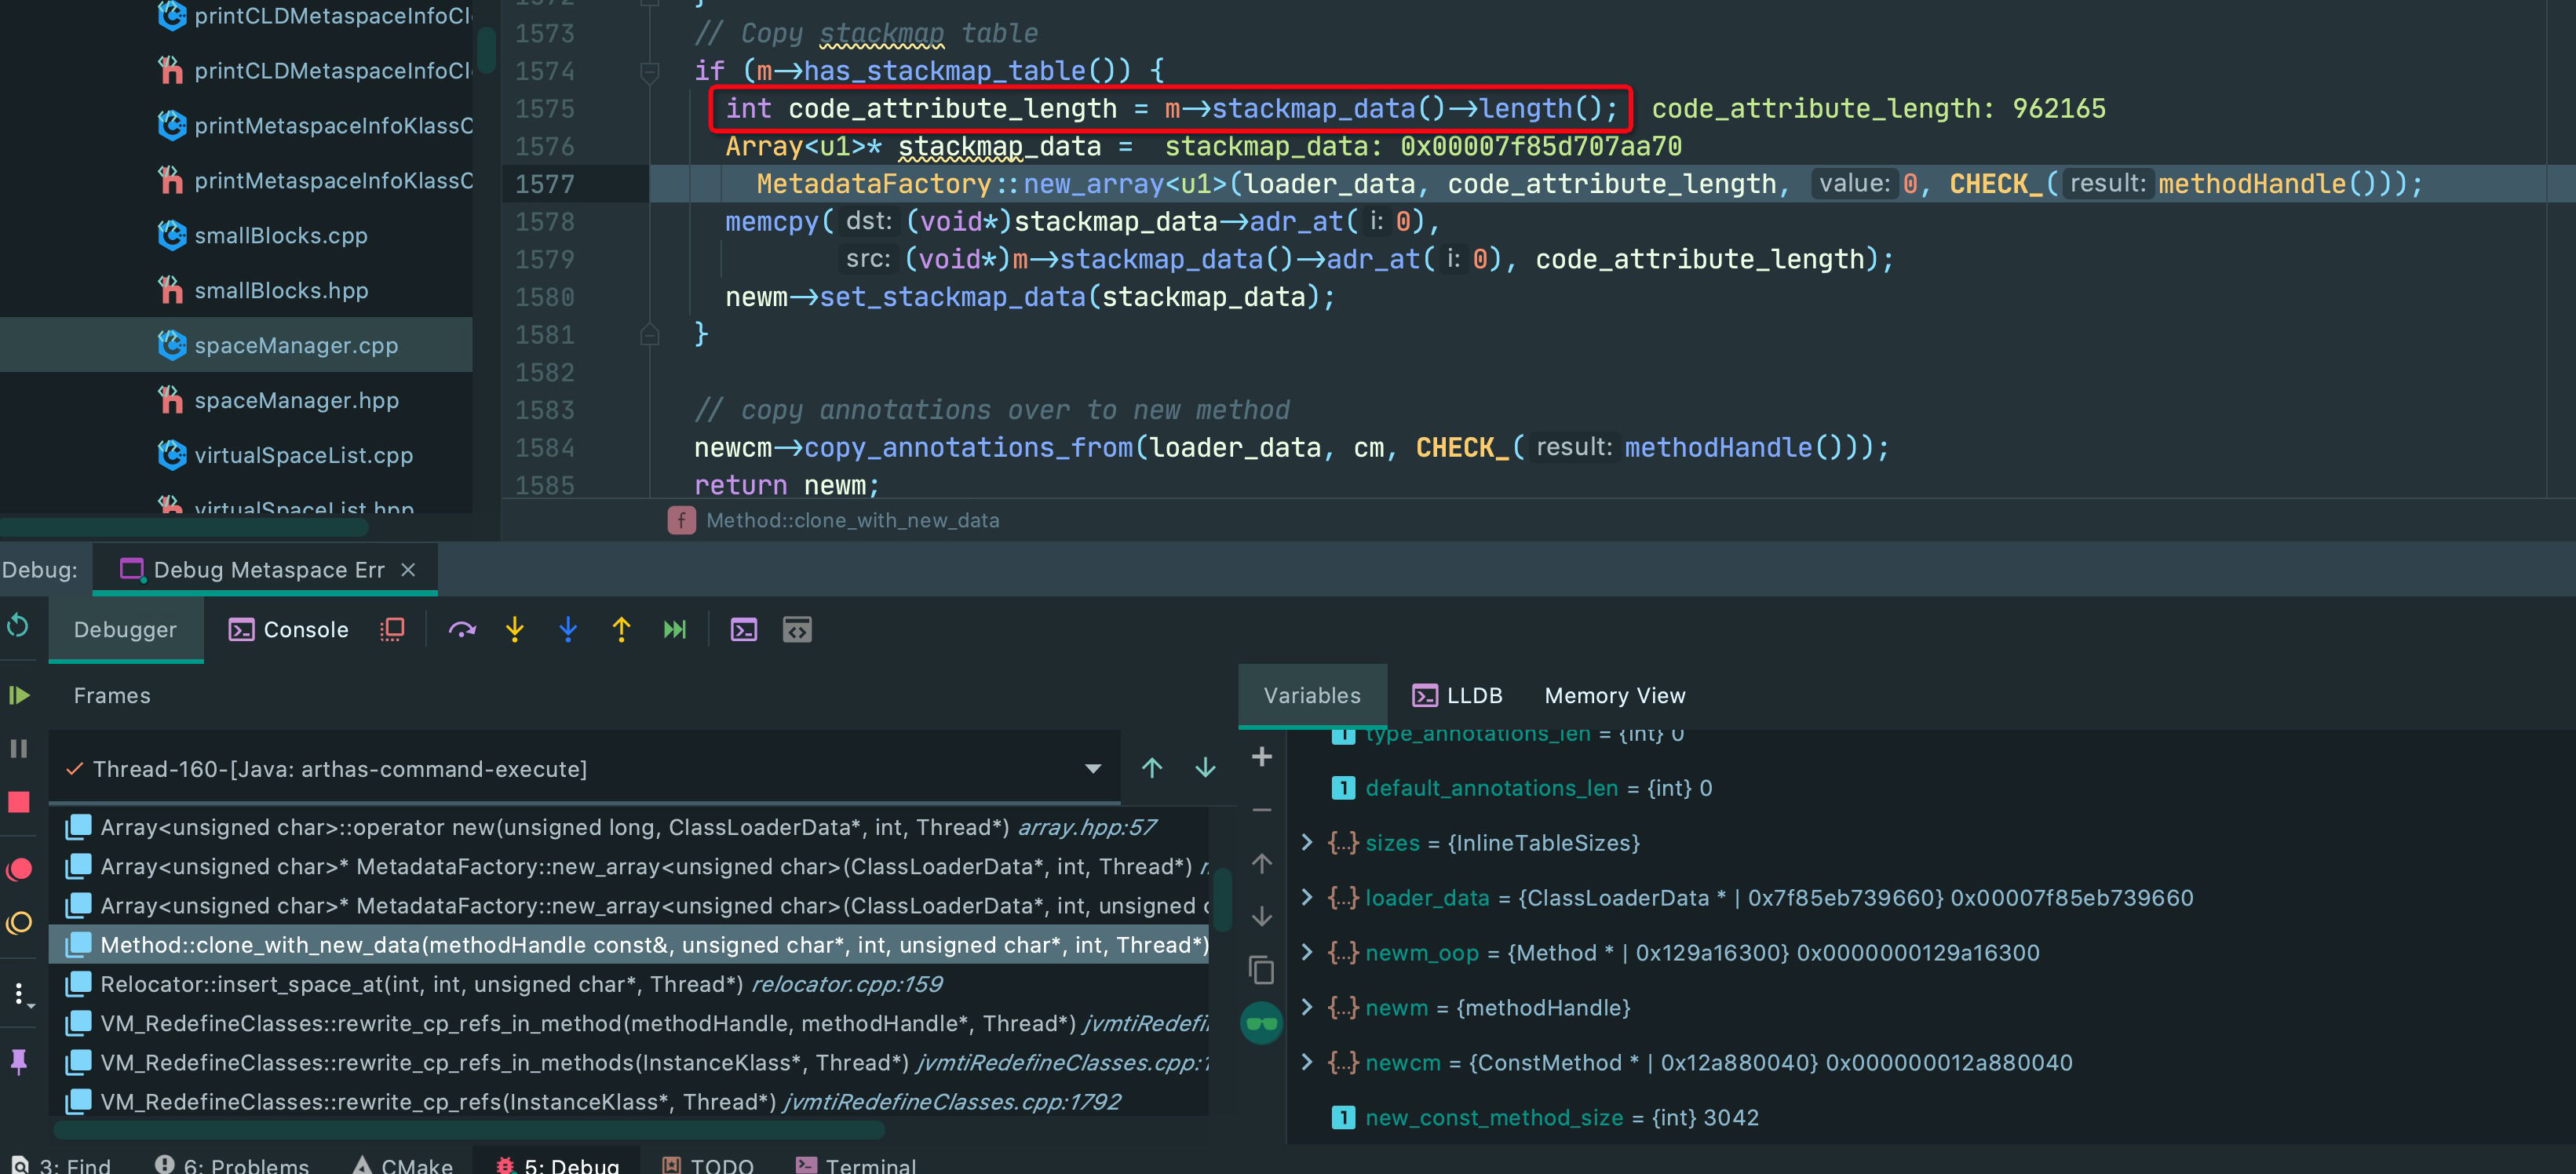 printCLDMetaspaceInfoCl
printCLDMetaspaceInfoCl
printMetaspaceInfoKlassC
printMetaspaceInfoKlassC
smallBlocks.cpp
smallBlocks.hpp
spaceManager.cpp
spaceManager.hpp
virtualSpaceList.cpp
virtualSpaceList.hpp
1572 }
1573 // Copy stackmap table
1574 if (m->has_stackmap_table()) {
1575 int code_attribute_length = m->stackmap_data()->length(); code_attribute_length: 962165
1576 Array<u1>* stackmap_data = stackmap_data: 0x00007f85d707aa70
1577 MetadataFactory::new_array<u1>(loader_data, code_attribute_length, value: 0, CHECK_( result: methodHandle()));
1578 memcpy( dst: (void*)stackmap_data->adr_at( i: 0),
1579 src: (void*)m->stackmap_data()->adr_at( i: 0), code_attribute_length);
1580 newm->set_stackmap_data(stackmap_data);
1581 }
1582
1583 // copy annotations over to new method
1584 newcm->copy_annotations_from(loader_data, cm, CHECK_( result: methodHandle()));
1585 return newm;
f Method::clone_with_new_data
Debug: Debug Metaspace Err ×
Debugger Console
Frames
Thread-160-[Java: arthas-command-execute]
Array<unsigned char>::operator new(unsigned long, ClassLoaderData*, int, Thread*) array.hpp:57
Array<unsigned char>* MetadataFactory::new_array<unsigned char>(ClassLoaderData*, int, Thread*)
Array<unsigned char>* MetadataFactory::new_array<unsigned char>(ClassLoaderData*, int, unsigned c
Method::clone_with_new_data(methodHandle const&, unsigned char*, int, unsigned char*, int, Thread*)
Relocator::insert_space_at(int, int, unsigned char*, Thread*) relocator.cpp:159
VM_RedefineClasses::rewrite_cp_refs_in_method(methodHandle, methodHandle*, Thread*) jvmtiRedefi
VM_RedefineClasses::rewrite_cp_refs_in_methods(InstanceKlass*, Thread*) jvmtiRedefineClasses.cpp:1
VM_RedefineClasses::rewrite_cp_refs(InstanceKlass*, Thread*) jvmtiRedefineClasses.cpp:1792
Variables LLDB Memory View
type_annotations_len = {int} 0
default_annotations_len = {int} 0
sizes = {InlineTableSizes}
loader_data = {ClassLoaderData * | 0x7f85eb739660} 0x00007f85eb739660
newm_oop = {Method * | 0x129a16300} 0x0000000129a16300
newm = {methodHandle}
newcm = {ConstMethod * | 0x12a880040} 0x000000012a880040
new_const_method_size = {int} 3042
3: Find 6: Problems CMake 5: Debug TODO Terminal